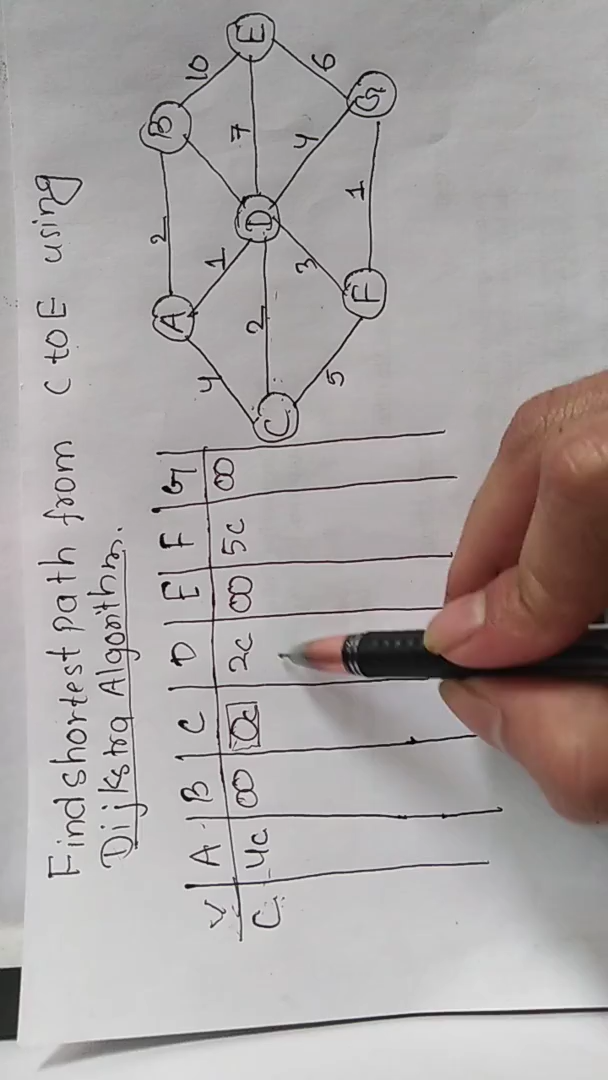 Find shortest path from C to E using
Dijkstra Algorithm.
V A B C D E F G
C 4c ∞ 0c 2c ∞ 5c ∞
A
B
C
D
E
F
G
2
10
4
1
2
7
3
4
6
5
1